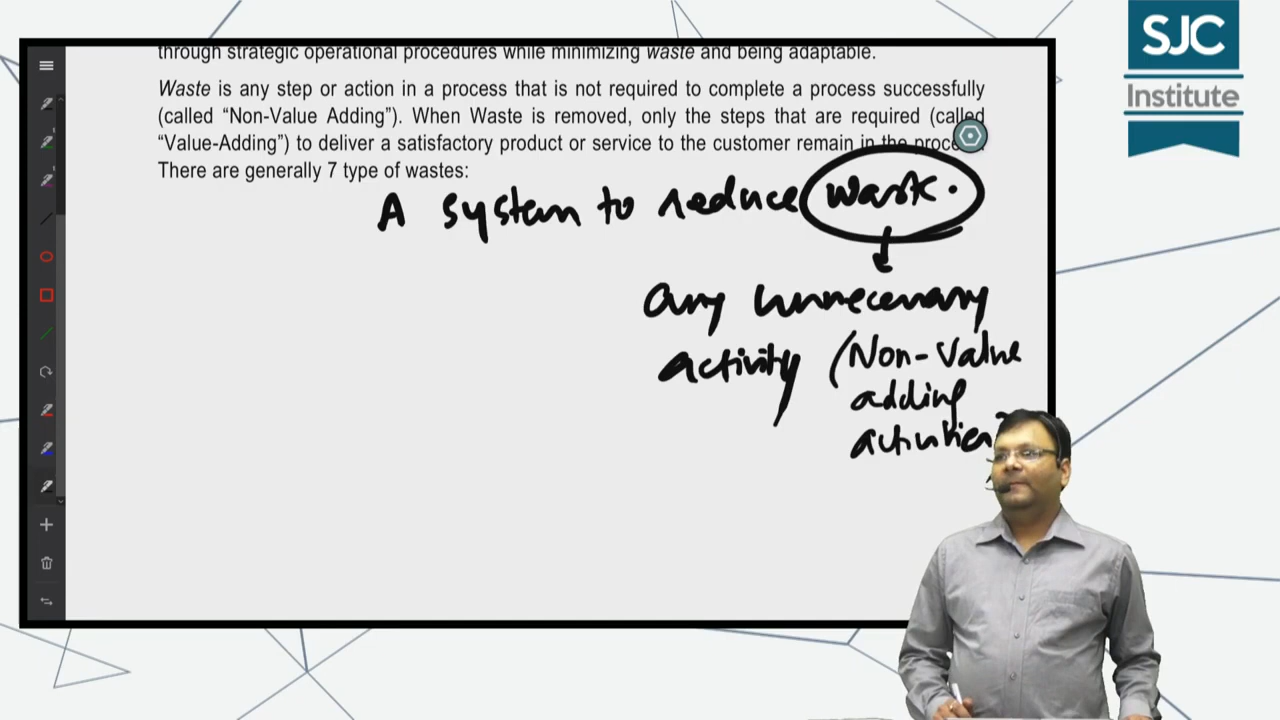 through strategic operational procedures while minimizing waste and being adaptable.
Waste is any step or action in a process that is not required to complete a process successfully
(called “Non-Value Adding”). When Waste is removed, only the steps that are required (called
“Value-Adding”) to deliver a satisfactory product or service to the customer remain in the
There are generally 7 type of wastes:
A system to reduce waste.
any unnecessary
activity (Non-Value
adding
activities
SJC
Institute